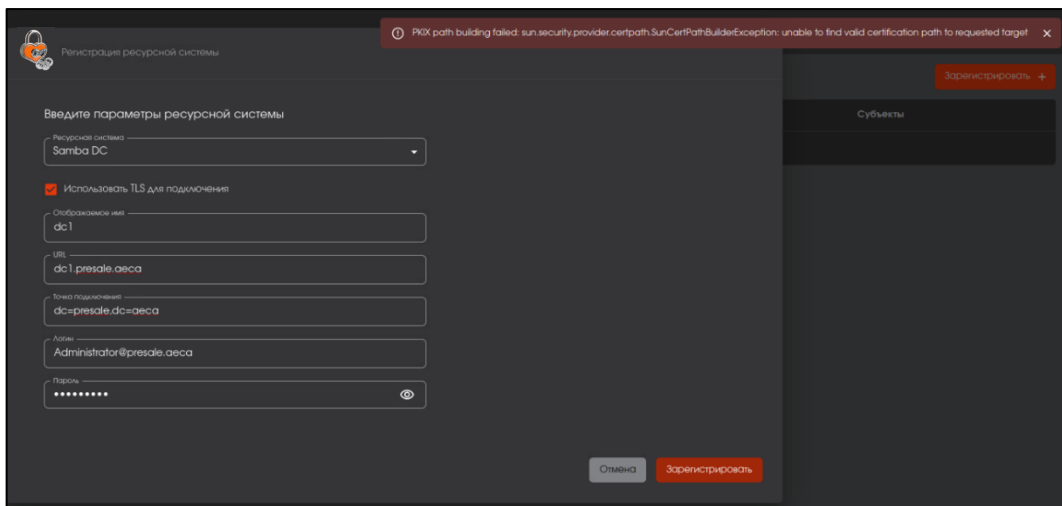 PKIX path building failed: sun.security.provider.certpath.SunCertPathBuilderException: unable to find valid certification path to requested target
Регистрация ресурсной системы
Зарегистрировать +
Введите параметры ресурсной системы
Субъекты
Ресурсная система
Samba DC
Использовать TLS для подключения
Отображаемое имя
dc1
URL
dc1.presale.aeca
Точка подключения
dc=presale,dc=aeca
Логин
Administrator@presale.aeca
Пароль
•••••••••
Отмена
Зарегистрировать